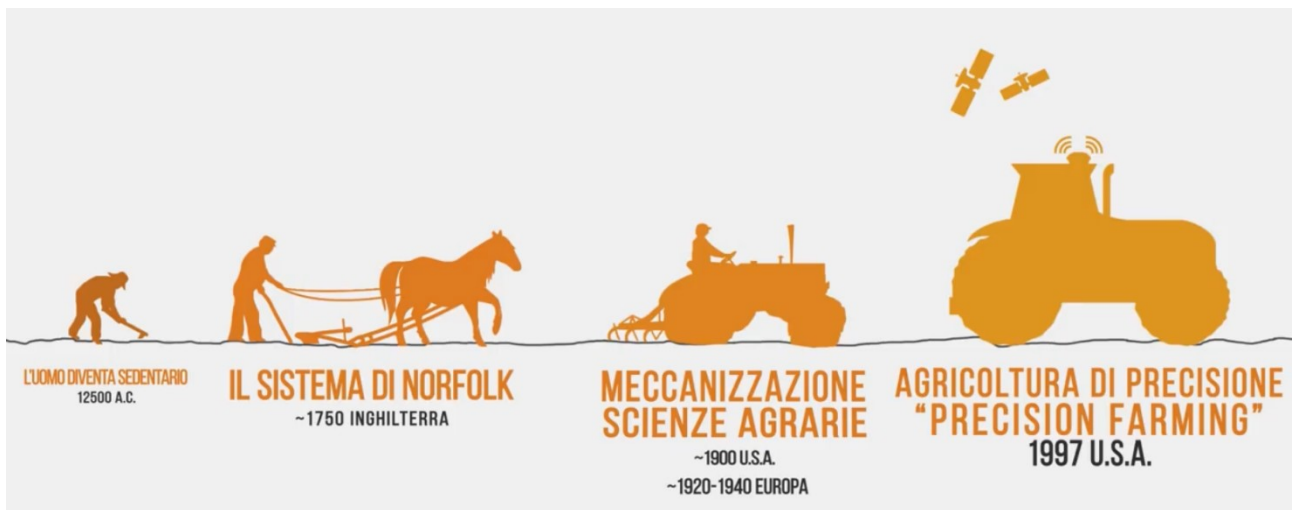 L'UOMO DIVENTA SEDENTARIO
12500 A.C.
IL SISTEMA DI NORFOLK
~1750 INGHILTERRA
MECCANIZZAZIONE
SCIENZE AGRARIE
~1900 U.S.A.
~1920-1940 EUROPA
AGRICOLTURA DI PRECISIONE
“PRECISION FARMING”
1997 U.S.A.